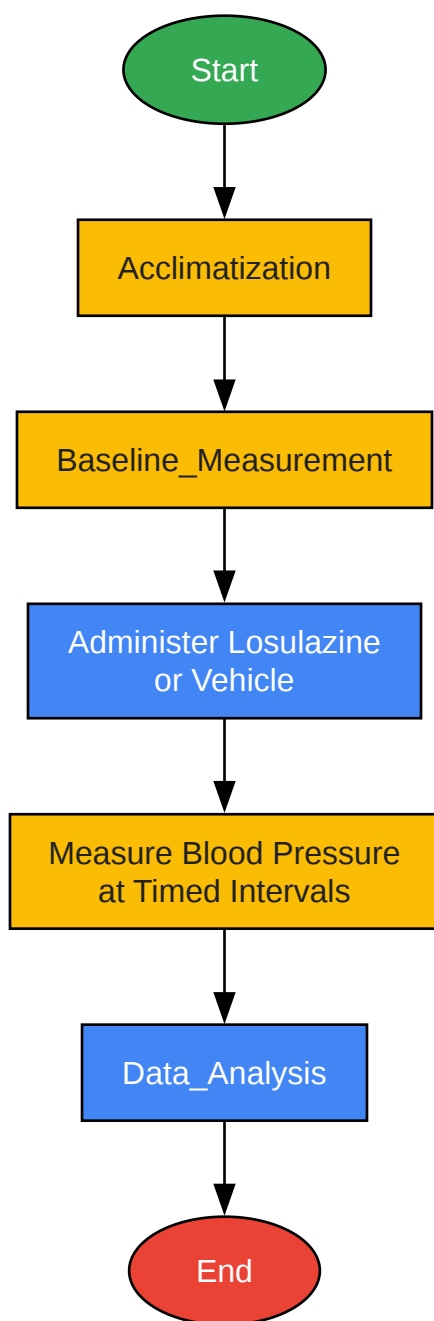 Start
Acclimatization
Baseline_Measurement
Administer Losulazine
or Vehicle
Measure Blood Pressure
at Timed Intervals
Data_Analysis
End